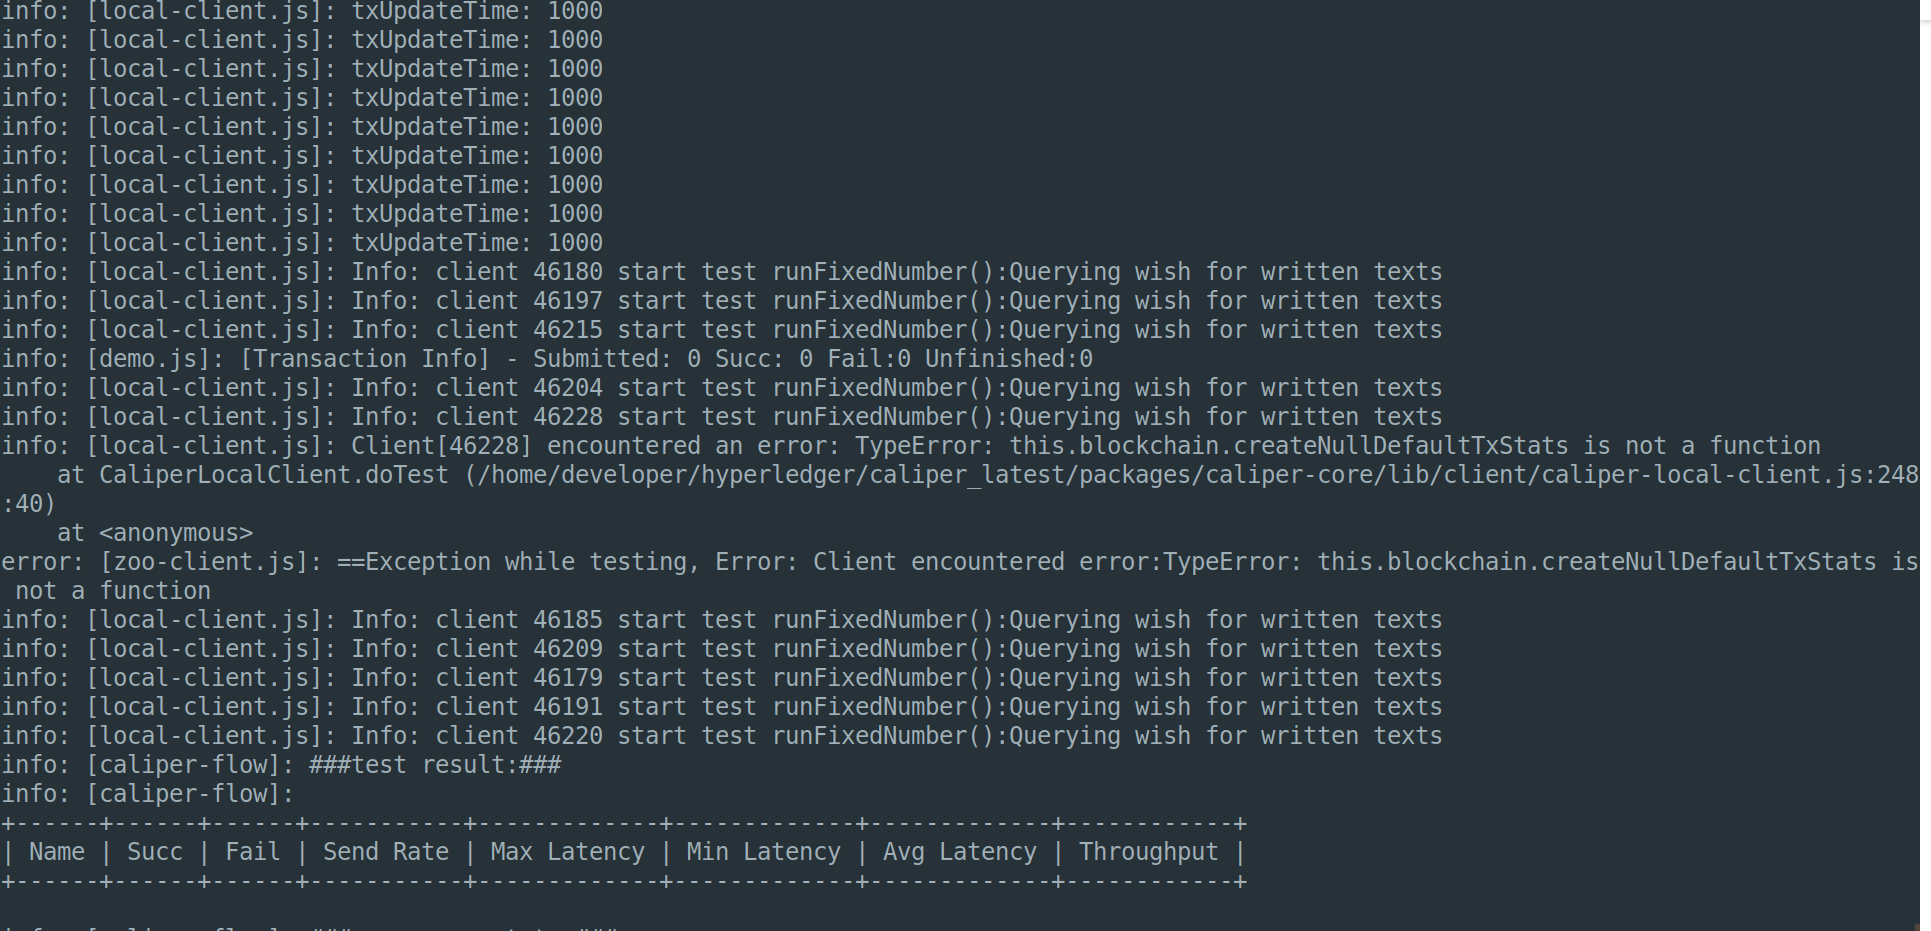 info: [local-client.js]: txUpdateTime: 1000
info: [local-client.js]: txUpdateTime: 1000
info: [local-client.js]: txUpdateTime: 1000
info: [local-client.js]: txUpdateTime: 1000
info: [local-client.js]: txUpdateTime: 1000
info: [local-client.js]: txUpdateTime: 1000
info: [local-client.js]: txUpdateTime: 1000
info: [local-client.js]: txUpdateTime: 1000
info: [local-client.js]: txUpdateTime: 1000
info: [local-client.js]: Info: client 46180 start test runFixedNumber():Querying wish for written texts
info: [local-client.js]: Info: client 46197 start test runFixedNumber():Querying wish for written texts
info: [local-client.js]: Info: client 46215 start test runFixedNumber():Querying wish for written texts
info: [demo.js]: [Transaction Info] - Submitted: 0 Succ: 0 Fail:0 Unfinished:0
info: [local-client.js]: Info: client 46204 start test runFixedNumber():Querying wish for written texts
info: [local-client.js]: Info: client 46228 start test runFixedNumber():Querying wish for written texts
info: [local-client.js]: Client[46228] encountered an error: TypeError: this.blockchain.createNullDefaultTxStats is not a function
    at CaliperLocalClient.doTest (/home/developer/hyperledger/caliper_latest/packages/caliper-core/lib/client/caliper-local-client.js:248
:40)
    at <anonymous>
error: [zoo-client.js]: ==Exception while testing, Error: Client encountered error:TypeError: this.blockchain.createNullDefaultTxStats is
 not a function
info: [local-client.js]: Info: client 46185 start test runFixedNumber():Querying wish for written texts
info: [local-client.js]: Info: client 46209 start test runFixedNumber():Querying wish for written texts
info: [local-client.js]: Info: client 46179 start test runFixedNumber():Querying wish for written texts
info: [local-client.js]: Info: client 46191 start test runFixedNumber():Querying wish for written texts
info: [local-client.js]: Info: client 46220 start test runFixedNumber():Querying wish for written texts
info: [caliper-flow]: ###test result:###
info: [caliper-flow]:
+------+------+------+-----------+-------------+-------------+-------------+------------+
| Name | Succ | Fail | Send Rate | Max Latency | Min Latency | Avg Latency | Throughput |
+------+------+------+-----------+-------------+-------------+-------------+------------+